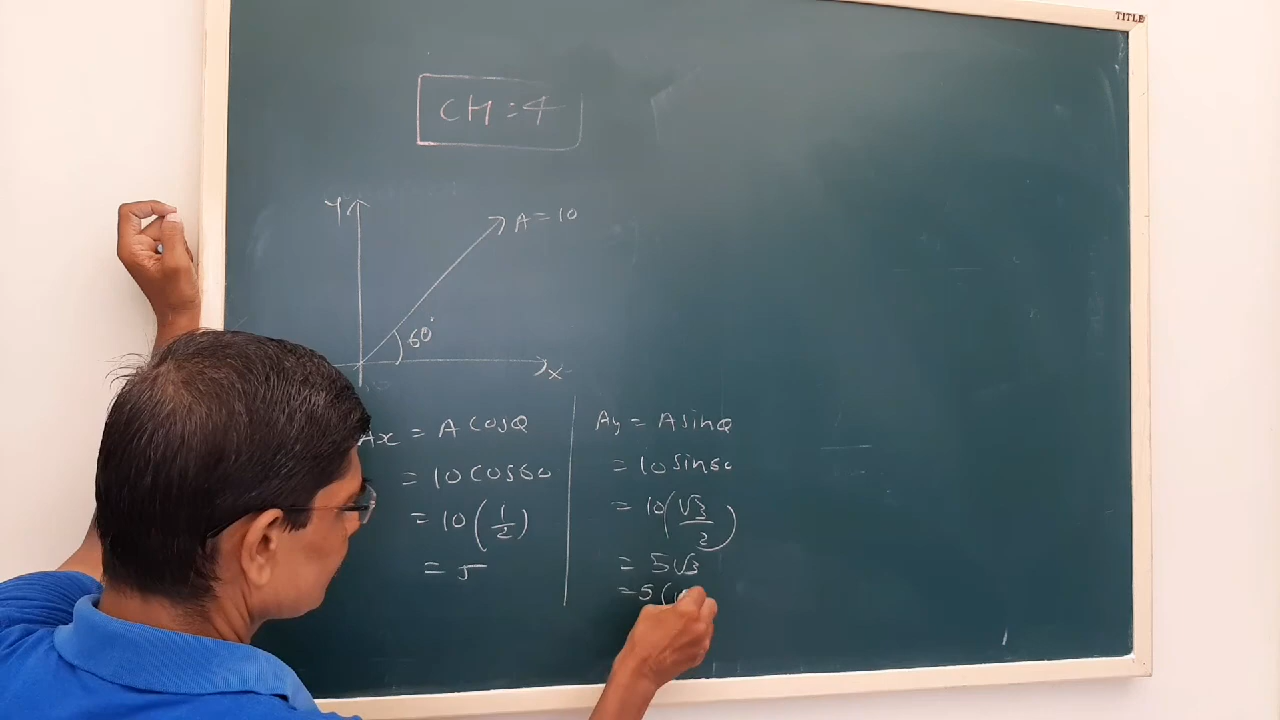 TITLE
CH = 4
Y
A = 10
60°
X
Ax = A cosθ
= 10 cos60
= 10 (1/2)
= 5
Ay = A sinθ
= 10 sin60
= 10 (√3/2)
= 5√3
= 5 (